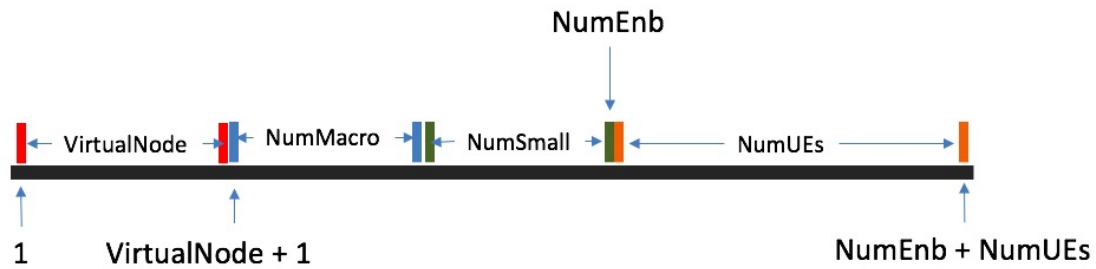 NumEnb
VirtualNode NumMacro NumSmall NumUEs
1 VirtualNode + 1 NumEnb + NumUEs